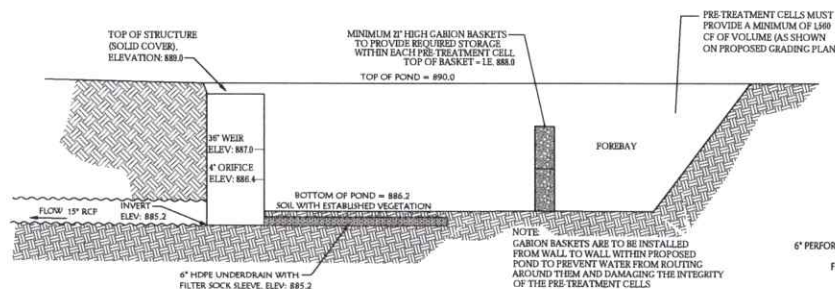 TOP OF STRUCTURE
(SOLID COVER),
ELEVATION: 889.0
MINIMUM 21" HIGH GABION BASKETS
TO PROVIDE REQUIRED STORAGE
WITHIN EACH PRE-TREATMENT CELL
TOP OF BASKET = I.E. 888.0
TOP OF POND = 890.0
PRE-TREATMENT CELLS MUST
PROVIDE A MINIMUM OF 1,560
CF OF VOLUME (AS SHOWN
ON PROPOSED GRADING PLAN
36" WEIR
ELEV: 887.0
4" ORIFICE
ELEV: 886.4
FOREBAY
BOTTOM OF POND = 886.2
SOIL WITH ESTABLISHED VEGETATION
FLOW 15" RCP
INVERT
ELEV: 885.2
6" HDPE UNDERDRAIN WITH
FILTER SOCK SLEEVE, ELEV: 885.2
NOTE:
GABION BASKETS ARE TO BE INSTALLED
FROM WALL TO WALL WITHIN PROPOSED
POND TO PREVENT WATER FROM ROUTING
AROUND THEM AND DAMAGING THE INTEGRITY
OF THE PRE-TREATMENT CELLS
6" PERFOR
F